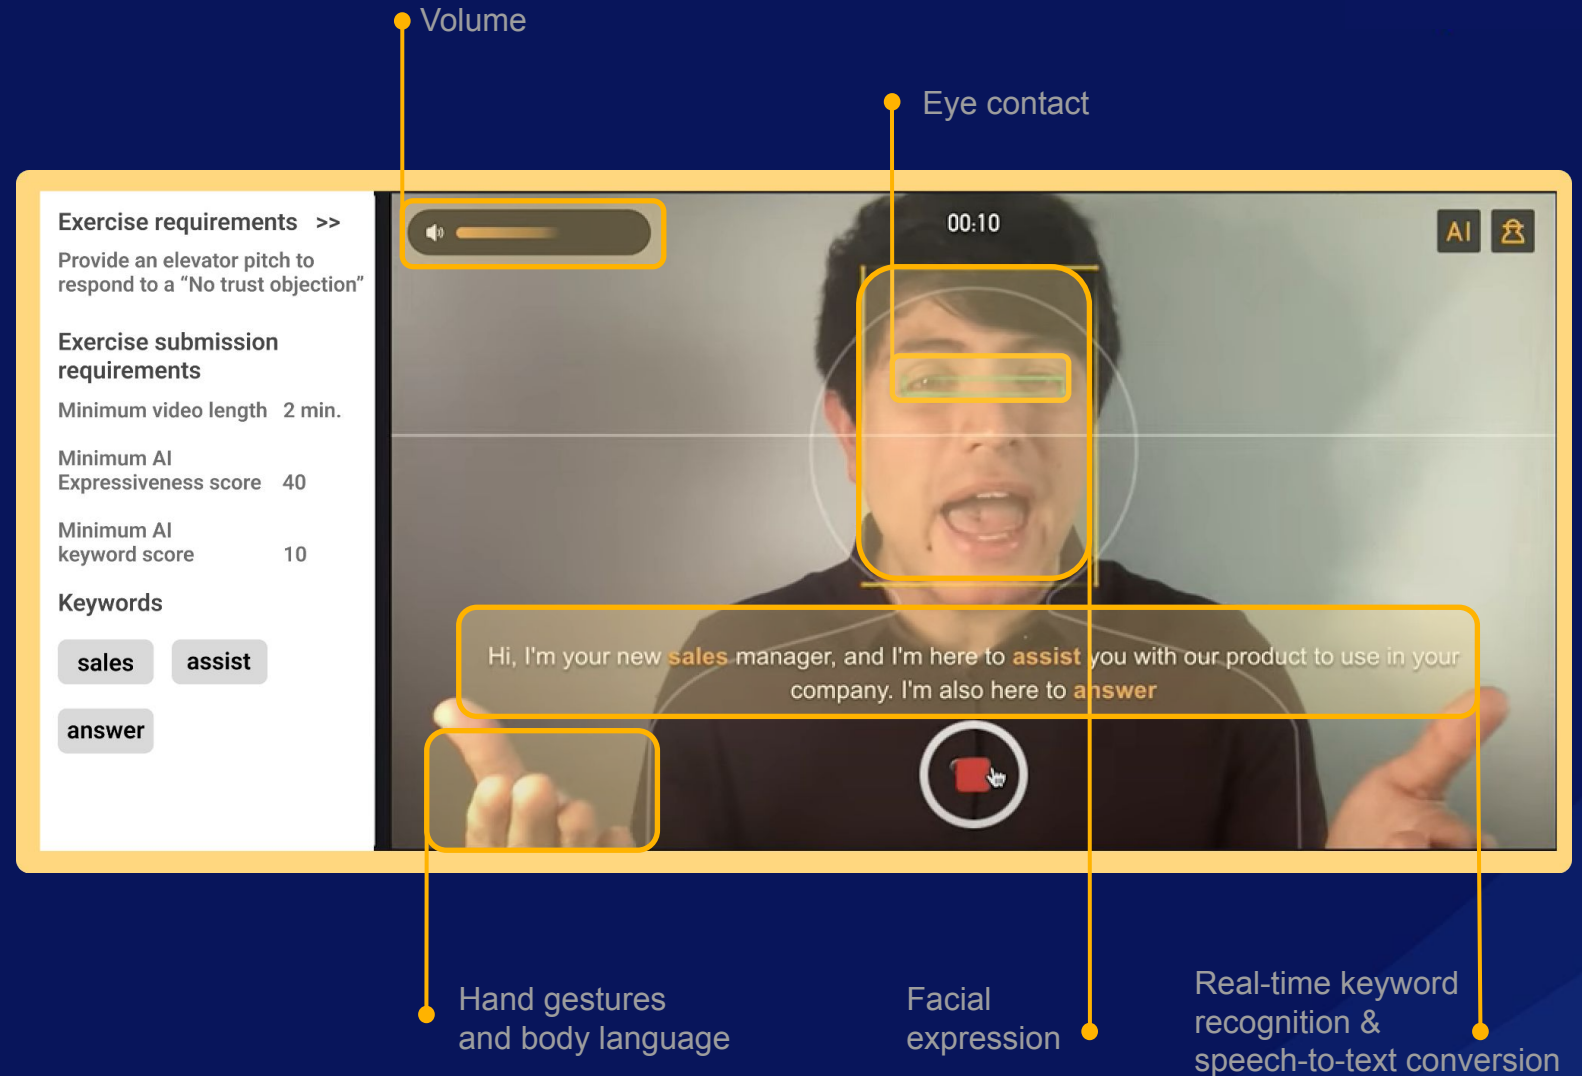 Volume
Eye contact
Exercise requirements >>
Provide an elevator pitch to
respond to a “No trust objection”
Exercise submission
requirements
Minimum video length 2 min.
Minimum AI
Expressiveness score 40
Minimum AI
keyword score 10
Keywords
sales assist
answer
00:10
AI
Hi, I'm your new sales manager, and I'm here to assist you with our product to use in your
company. I'm also here to answer
Hand gestures
and body language
Facial
expression
Real-time keyword
recognition &
speech-to-text conversion